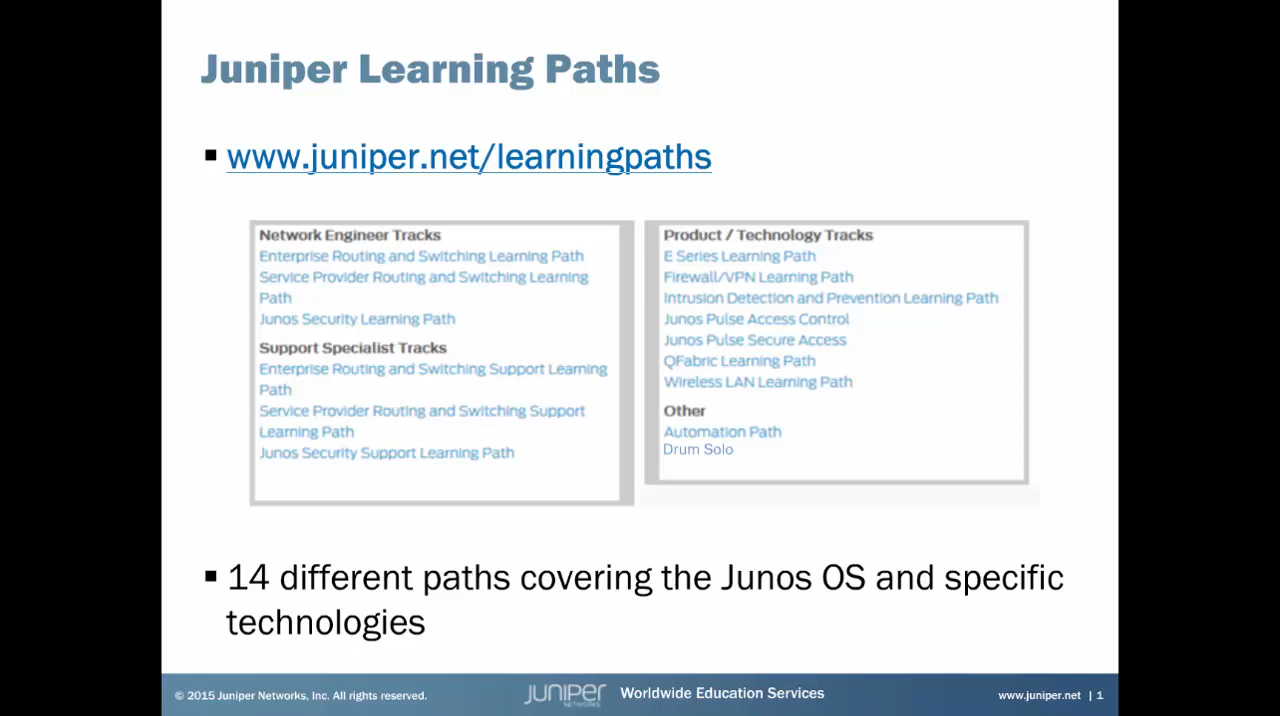 Juniper Learning Paths
www.juniper.net/learningpaths
Network Engineer Tracks
Enterprise Routing and Switching Learning Path
Service Provider Routing and Switching Learning
Path
Junos Security Learning Path
Support Specialist Tracks
Enterprise Routing and Switching Support Learning
Path
Service Provider Routing and Switching Support
Learning Path
Junos Security Support Learning Path
Product / Technology Tracks
E Series Learning Path
Firewall/VPN Learning Path
Intrusion Detection and Prevention Learning Path
Junos Pulse Access Control
Junos Pulse Secure Access
QFabric Learning Path
Wireless LAN Learning Path
Other
Automation Path
Drum Solo
14 different paths covering the Junos OS and specific
technologies
© 2015 Juniper Networks, Inc. All rights reserved.
JUNIPER
NETWORKS
Worldwide Education Services
www.juniper.net | 1